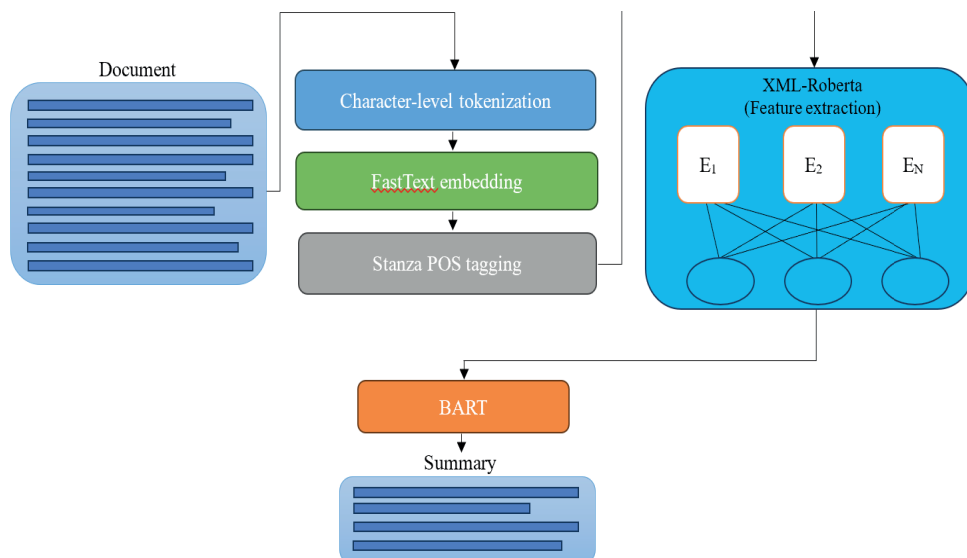 Document
Character-level tokenization
FastText embedding
Stanza POS tagging
XML-Roberta
(Feature extraction)
E₁
E₂
Eₙ
BART
Summary